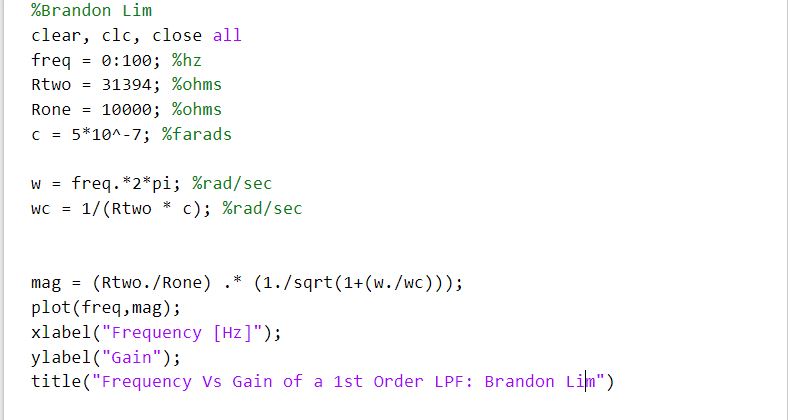 %Brandon Lim
clear, clc, close all
freq = 0:100; %hz
Rtwo = 31394; %ohms
Rone = 10000; %ohms
c = 5*10^-7; %farads
w = freq.*2*pi; %rad/sec
wc = 1/(Rtwo * c); %rad/sec
mag = (Rtwo./Rone) .* (1./sqrt(1+(w./wc)));
plot(freq,mag);
xlabel("Frequency [Hz]");
ylabel("Gain");
title("Frequency Vs Gain of a 1st Order LPF: Brandon Lim")